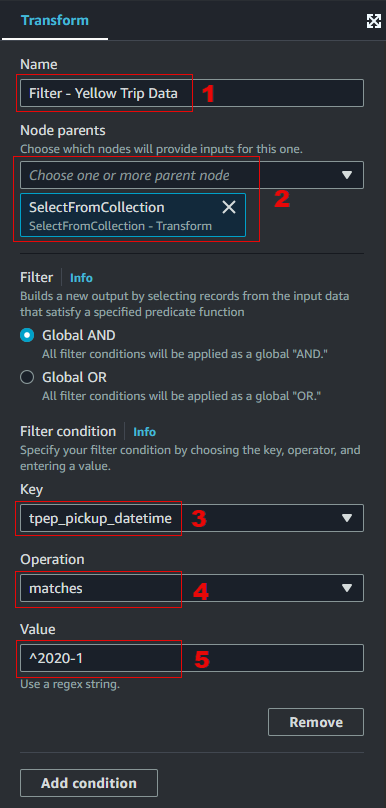 Transform
Name
Filter - Yellow Trip Data
1
Node parents
Choose which nodes will provide inputs for this one.
Choose one or more parent node
2
SelectFromCollection
SelectFromCollection - Transform
Filter Info
Builds a new output by selecting records from the input data
that satisfy a specified predicate function
Global AND
All filter conditions will be applied as a global "AND."
Global OR
All filter conditions will be applied as a global "OR."
Filter condition Info
Specify your filter condition by choosing the key, operator, and
entering a value.
Key
tpep_pickup_datetime 3
Operation
matches 4
Value
^2020-1 5
Use a regex string.
Remove
Add condition